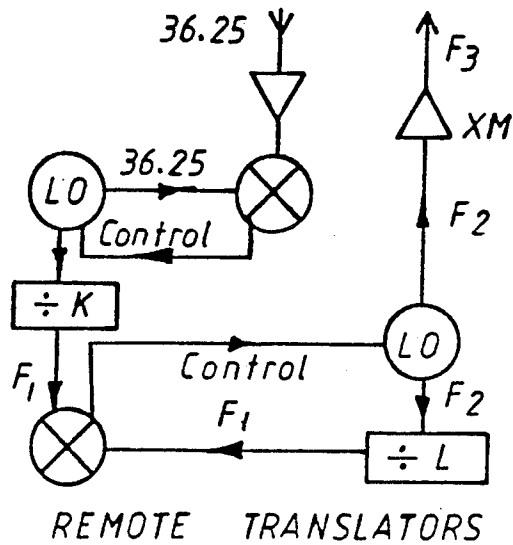 36.25
F3
XM
36.25
LO
Control
F2
÷ K
LO
Control
F1
F2
F1
÷ L
REMOTE TRANSLATORS